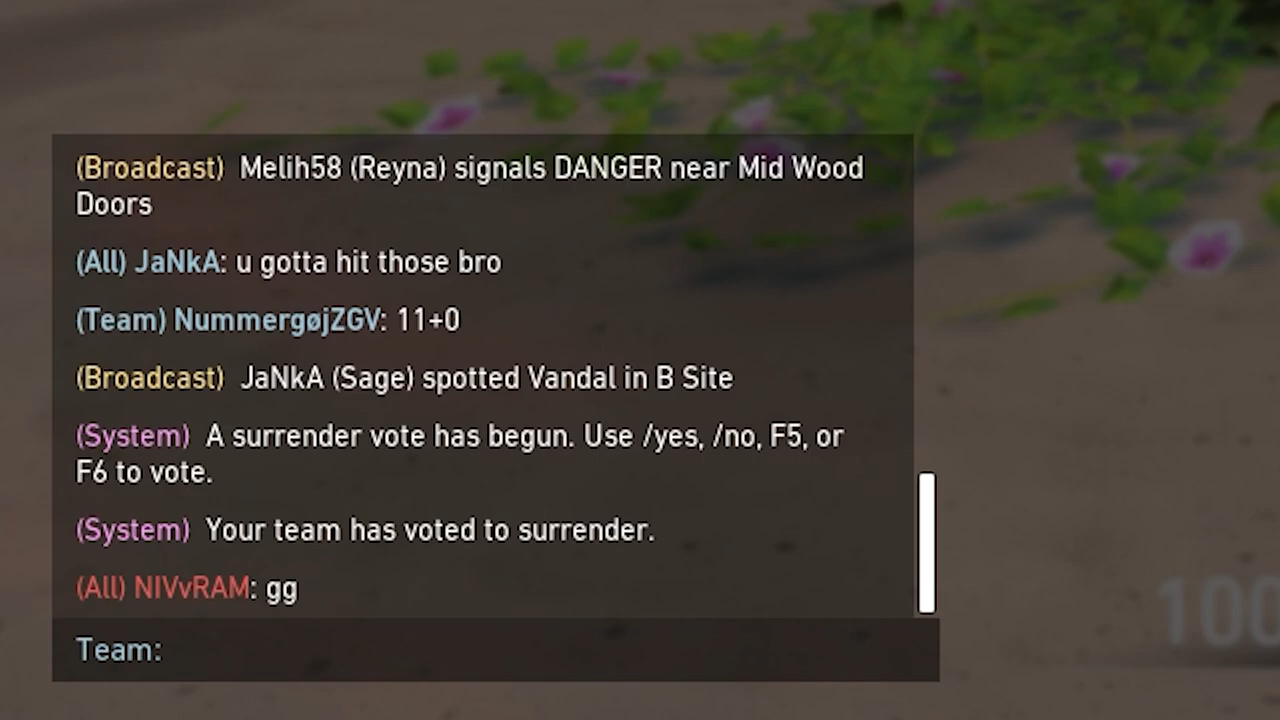 (Broadcast) Melih58 (Reyna) signals DANGER near Mid Wood
Doors
(All) JaNkA: u gotta hit those bro
(Team) NummergøjZGV: 11+0
(Broadcast) JaNkA (Sage) spotted Vandal in B Site
(System) A surrender vote has begun. Use /yes, /no, F5, or
F6 to vote.
(System) Your team has voted to surrender.
(All) NIVvRAM: gg
100
Team: